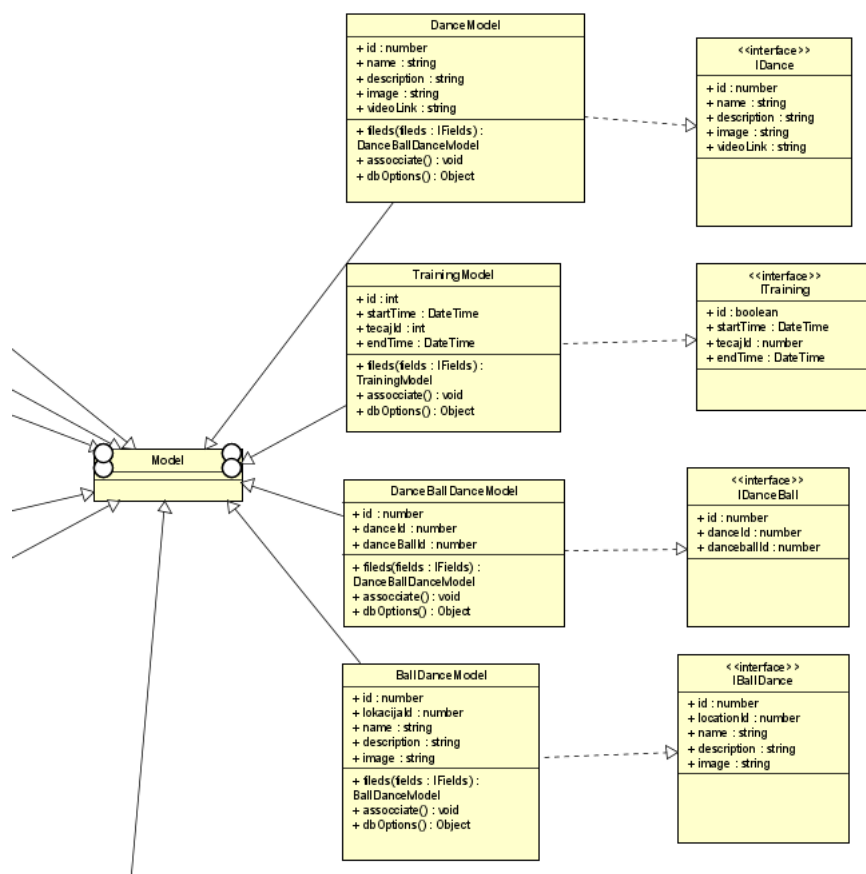 DanceModel
+ id : number
+ name : string
+ description : string
+ image : string
+ videoLink : string
+ fileds(fileds : IFields) :
DanceBallDanceModel
+ assocciate() : void
+ dbOptions() : Object
<<interface>>
IDance
+ id : number
+ name : string
+ description : string
+ image : string
+ videoLink : string
TrainingModel
+ id : int
+ startTime : DateTime
+ tecajId : int
+ endTime : DateTime
+ fileds(fields : IFields) :
TrainingModel
+ assocciate() : void
+ dbOptions() : Object
<<interface>>
ITraining
+ id : boolean
+ startTime : DateTime
+ tecajId : number
+ endTime : DateTime
Model
DanceBallDanceModel
+ id : number
+ danceId : number
+ danceBallId : number
+ fileds(fields : IFields) :
DanceBallDanceModel
+ assocciate() : void
+ dbOptions() : Object
<<interface>>
IDanceBall
+ id : number
+ danceId : number
+ danceballId : number
BallDanceModel
+ id : number
+ lokacijaId : number
+ name : string
+ description : string
+ image : string
+ fileds(fields : IFields) :
BallDanceModel
+ assocciate() : void
+ dbOptions() : Object
<<interface>>
IBallDance
+ id : number
+ locationId : number
+ name : string
+ description : string
+ image : string